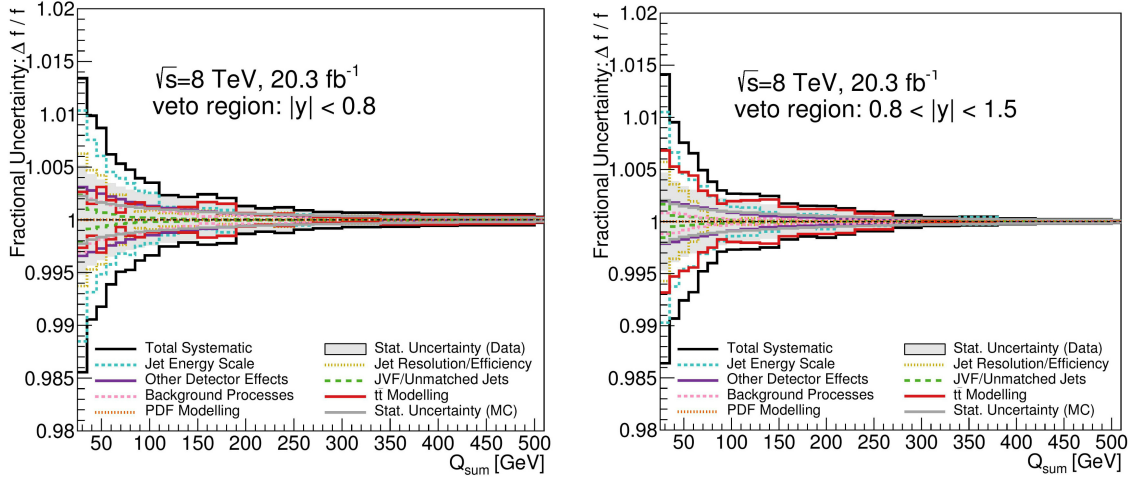 Fractional Uncertainty: Δ f / f
1.02
1.015
1.01
1.005
1
0.995
0.99
0.985
0.98
√s=8 TeV, 20.3 fb⁻¹
veto region: |y| < 0.8
Total Systematic
Jet Energy Scale
Other Detector Effects
Background Processes
PDF Modelling
Stat. Uncertainty (Data)
Jet Resolution/Efficiency
JVF/Unmatched Jets
tt̄ Modelling
Stat. Uncertainty (MC)
50 100 150 200 250 300 350 400 450 500
Q_sum [GeV]
Fractional Uncertainty: Δ f / f
1.02
1.015
1.01
1.005
1
0.995
0.99
0.985
0.98
√s=8 TeV, 20.3 fb⁻¹
veto region: 0.8 < |y| < 1.5
Total Systematic
Jet Energy Scale
Other Detector Effects
Background Processes
PDF Modelling
Stat. Uncertainty (Data)
Jet Resolution/Efficiency
JVF/Unmatched Jets
tt̄ Modelling
Stat. Uncertainty (MC)
50 100 150 200 250 300 350 400 450 500
Q_sum [GeV]